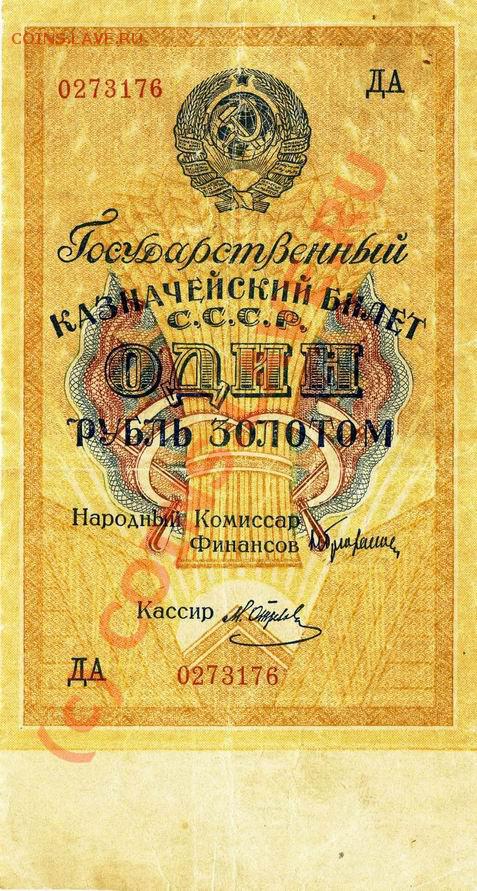 COINS.LAVE.RU
0273176
ДА
Государственный
КАЗНАЧЕЙСКИЙ БИЛЕТ
С.С.С.Р.
ОДИН
РУБЛЬ ЗОЛОТОМ
Народный Комиссар
Финансов
Кассир
ДА
0273176